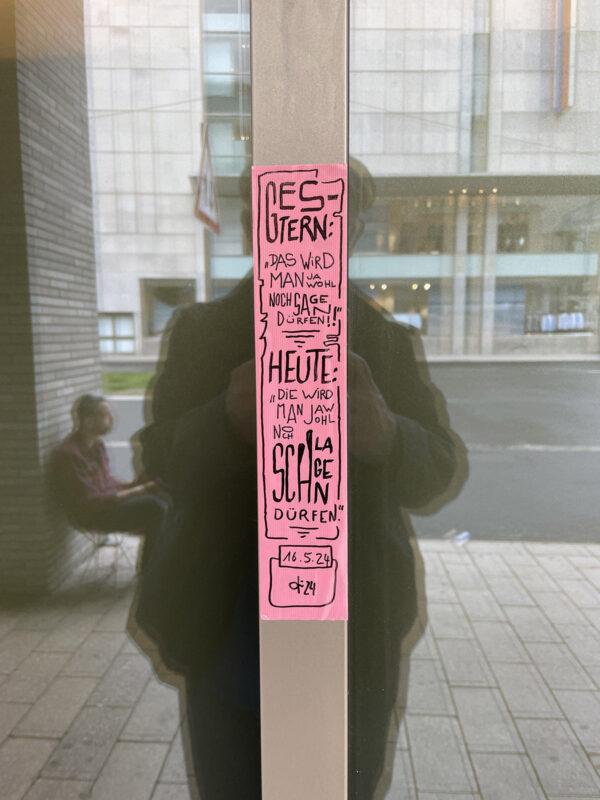 GES-
TERN:
„DAS WiRD
MAN JA WOHL
NOCH SAGEN
DÜRFEN!!"
HEUTE:
„DIE WIRD
MAN JAWOHL
NOCH
SCHLAGEN
DÜRFEN."
16.5.24